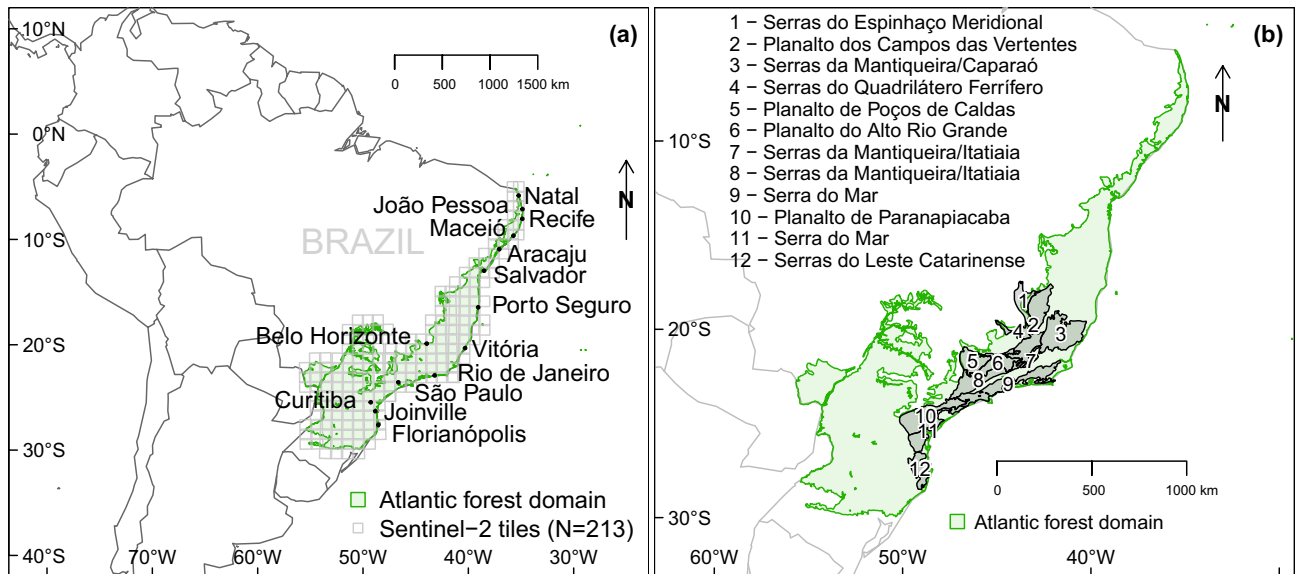 (a)
10°N
0 500 1000 1500 km
0°N
N
Natal
João Pessoa
Recife
Maceió
10°S
BRAZIL
Aracaju
Salvador
Porto Seguro
Belo Horizonte
20°S
Vitória
Rio de Janeiro
São Paulo
Curitiba
Joinville
Florianópolis
30°S
Atlantic forest domain
Sentinel−2 tiles (N=213)
40°S
70°W 60°W 50°W 40°W 30°W
(b)
1 − Serras do Espinhaço Meridional
2 − Planalto dos Campos das Vertentes
3 − Serras da Mantiqueira/Caparaó
4 − Serras do Quadrilátero Ferrífero
5 − Planalto de Poços de Caldas
6 − Planalto do Alto Rio Grande
7 − Serras da Mantiqueira/Itatiaia
8 − Serras da Mantiqueira/Itatiaia
9 − Serra do Mar
10 − Planalto de Paranapiacaba
11 − Serra do Mar
12 − Serras do Leste Catarinense
N
10°S
1
2
20°S
4
3
5
6
7
8
9
10
11
12
0 500 1000 km
30°S
Atlantic forest domain
60°W 50°W 40°W